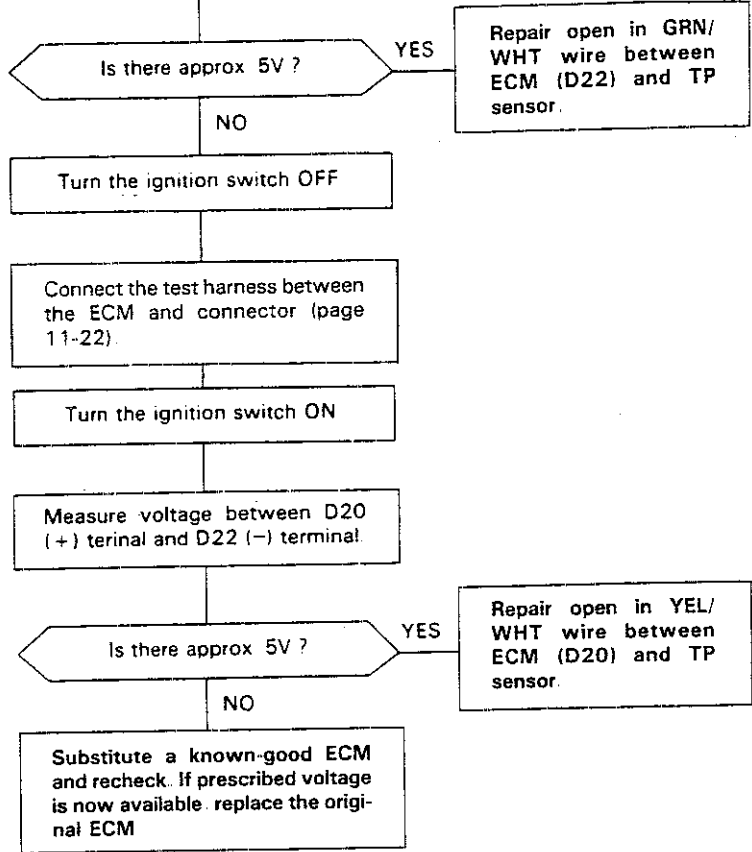 Is there approx 5V ?
YES
Repair open in GRN/
WHT wire between
ECM (D22) and TP
sensor.
NO
Turn the ignition switch OFF
Connect the test harness between
the ECM and connector (page
11-22).
Turn the ignition switch ON
Measure voltage between D20
(+) terinal and D22 (−) terminal.
Is there approx 5V ?
YES
Repair open in YEL/
WHT wire between
ECM (D20) and TP
sensor.
NO
Substitute a known-good ECM
and recheck. If prescribed voltage
is now available, replace the origi-
nal ECM